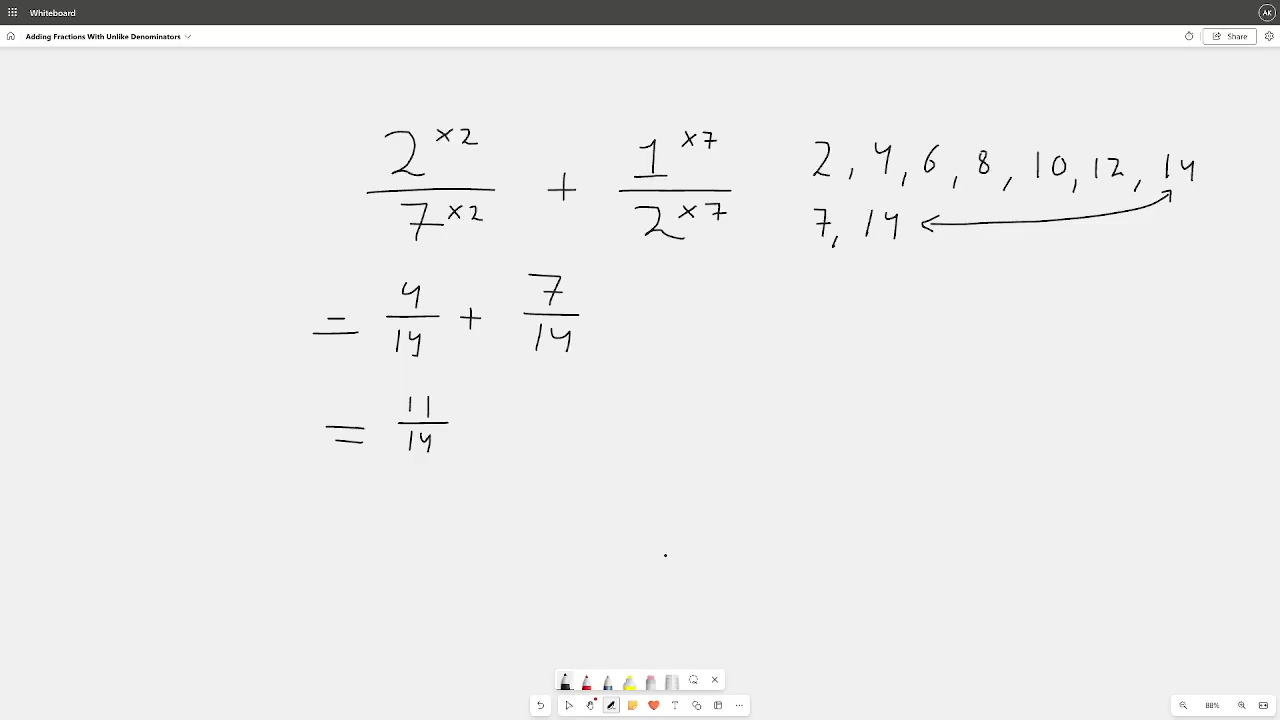 Whiteboard
AK
Adding Fractions With Unlike Denominators
Share
2 ×2 / 7 ×2 + 1 ×7 / 2 ×7
2, 4, 6, 8, 10, 12, 14
7, 14
= 4/14 + 7/14
= 11/14
88%